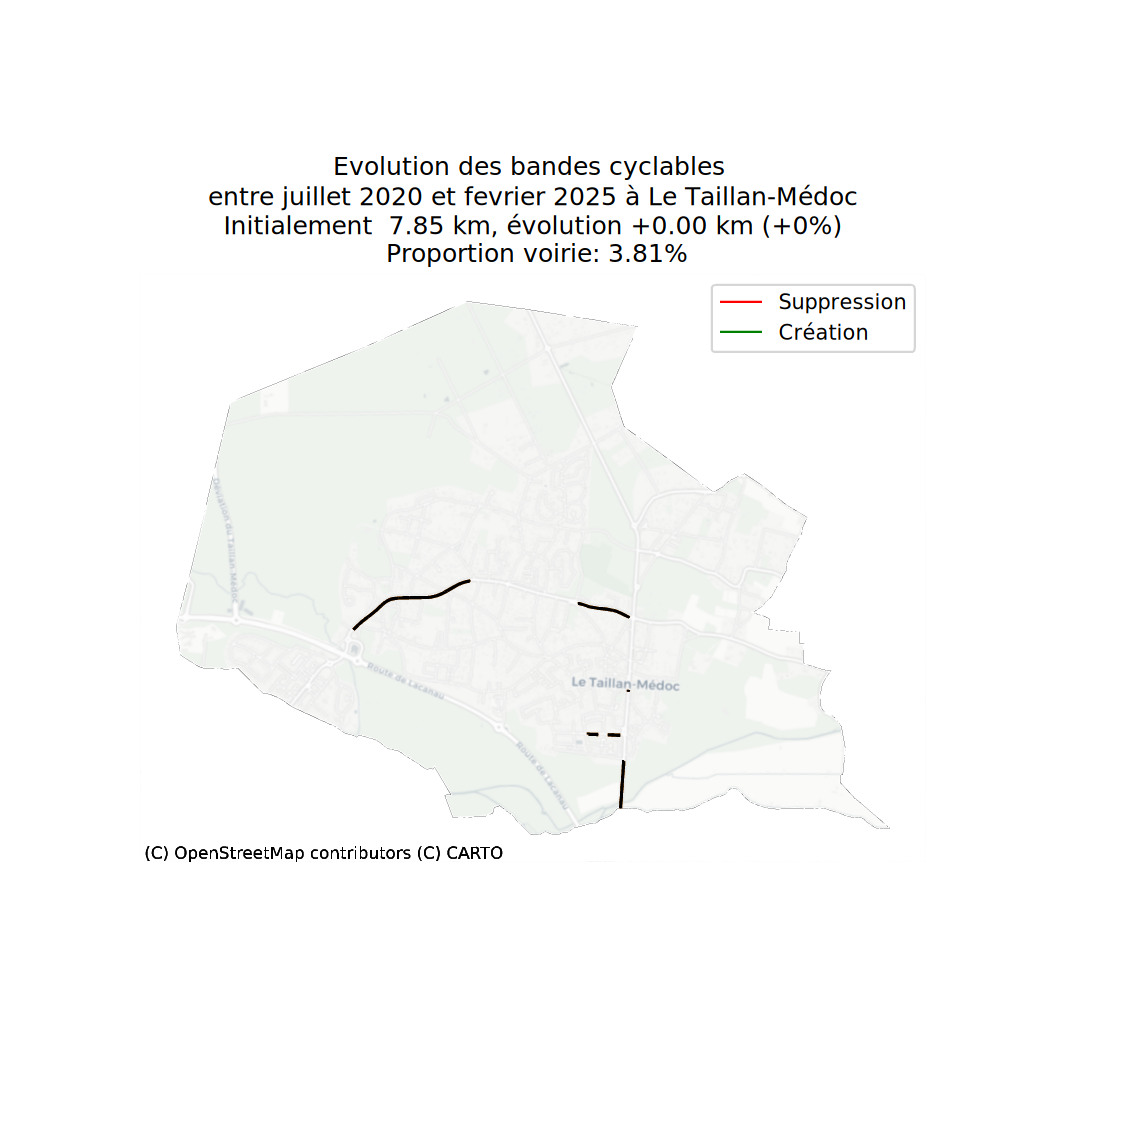 Evolution des bandes cyclables
entre juillet 2020 et fevrier 2025 à Le Taillan-Médoc
Initialement  7.85 km, évolution +0.00 km (+0%)
Proportion voirie: 3.81%
Suppression
Création
Déviation du Taillan-Médoc
Route de Lacanau
Le Taillan-Médoc
Route de Lacanau
(C) OpenStreetMap contributors (C) CARTO